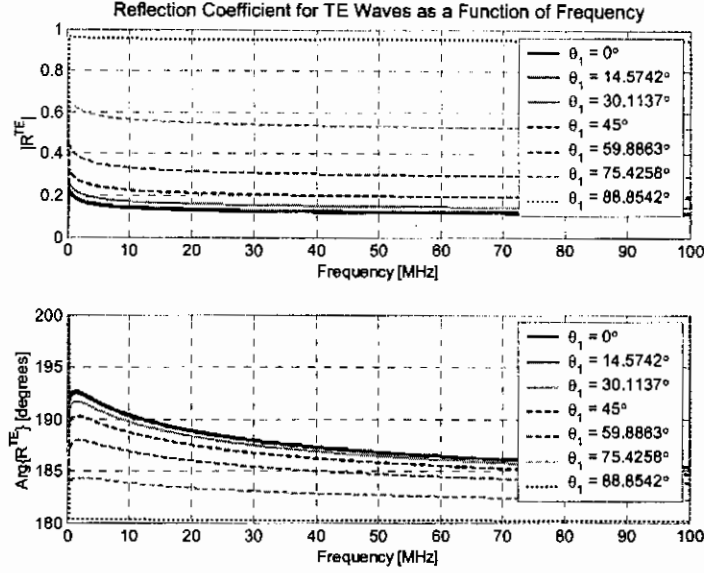 Reflection Coefficient for TE Waves as a Function of Frequency
1
0.8
0.6
0.4
0.2
0
|R^TE|
θ₁ = 0°
θ₁ = 14.5742°
θ₁ = 30.1137°
θ₁ = 45°
θ₁ = 59.8863°
θ₁ = 75.4258°
θ₁ = 88.8542°
0 10 20 30 40 50 60 70 80 90 100
Frequency [MHz]
200
195
190
185
180
Arg{R^TE} [degrees]
θ₁ = 0°
θ₁ = 14.5742°
θ₁ = 30.1137°
θ₁ = 45°
θ₁ = 59.8863°
θ₁ = 75.4258°
θ₁ = 88.8542°
0 10 20 30 40 50 60 70 80 90 100
Frequency [MHz]